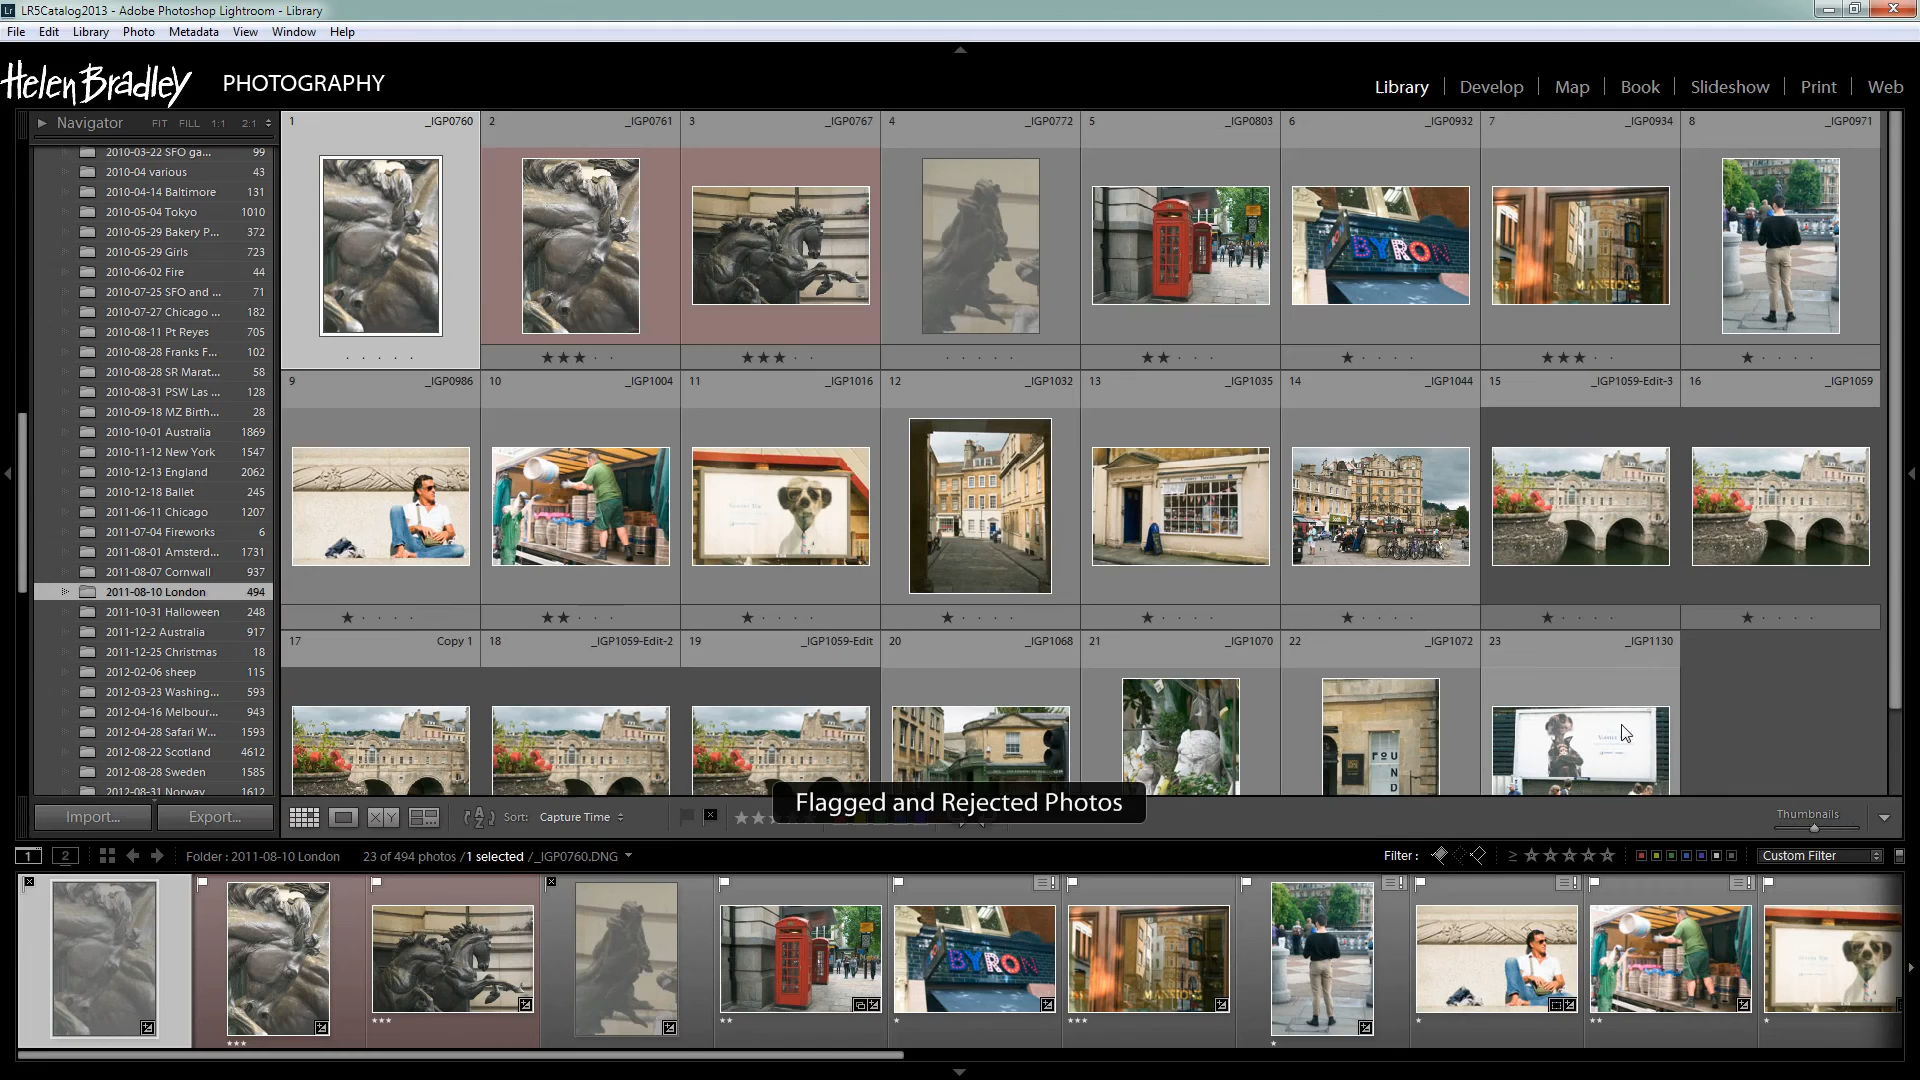 LR5Catalog2013 - Adobe Photoshop Lightroom - Library
File Edit Library Photo Metadata View Window Help
Helen Bradley PHOTOGRAPHY
Library Develop Map Book Slideshow Print Web
Navigator FIT FILL 1:1 2:1
2010-03-22 SFO ga... 99
2010-04 various 43
2010-04-14 Baltimore 131
2010-05-04 Tokyo 1010
2010-05-29 Bakery P... 372
2010-05-29 Girls 723
2010-06-02 Fire 44
2010-07-25 SFO and ... 71
2010-07-27 Chicago ... 182
2010-08-11 Pt Reyes 705
2010-08-28 Franks F... 102
2010-08-28 SR Marat... 58
2010-08-31 PSW Las ... 128
2010-09-18 MZ Birth... 28
2010-10-01 Australia 1869
2010-11-12 New York 1547
2010-12-13 England 2062
2010-12-18 Ballet 245
2011-06-11 Chicago 1207
2011-07-04 Fireworks 6
2011-08-01 Amsterd... 1731
2011-08-07 Cornwall 937
2011-08-10 London 494
2011-10-31 Halloween 248
2011-12-2 Australia 917
2011-12-25 Christmas 18
2012-02-06 sheep 115
2012-03-23 Washing... 593
2012-04-16 Melbour... 943
2012-04-28 Safari W... 1593
2012-08-22 Scotland 4612
2012-08-28 Sweden 1585
2012-08-31 Norway 1612
Import... Export...
1 _IGP0760 2 _IGP0761 3 _IGP0767 4 _IGP0772 5 _IGP0803 6 _IGP0932 7 _IGP0934 8 _IGP0971
BYRON
MANSIONS
9 _IGP0986 10 _IGP1004 11 _IGP1016 12 _IGP1032 13 _IGP1035 14 _IGP1044 15 _IGP1059-Edit-3 16 _IGP1059
17 Copy 1 18 _IGP1059-Edit-2 19 _IGP1059-Edit 20 _IGP1068 21 _IGP1070 22 _IGP1072 23 _IGP1130
FOUND
Flagged and Rejected Photos
Sort: Capture Time
Thumbnails
1 2 Folder : 2011-08-10 London 23 of 494 photos /1 selected /_IGP0760.DNG
Filter : Custom Filter
BYRON
MANSIONS